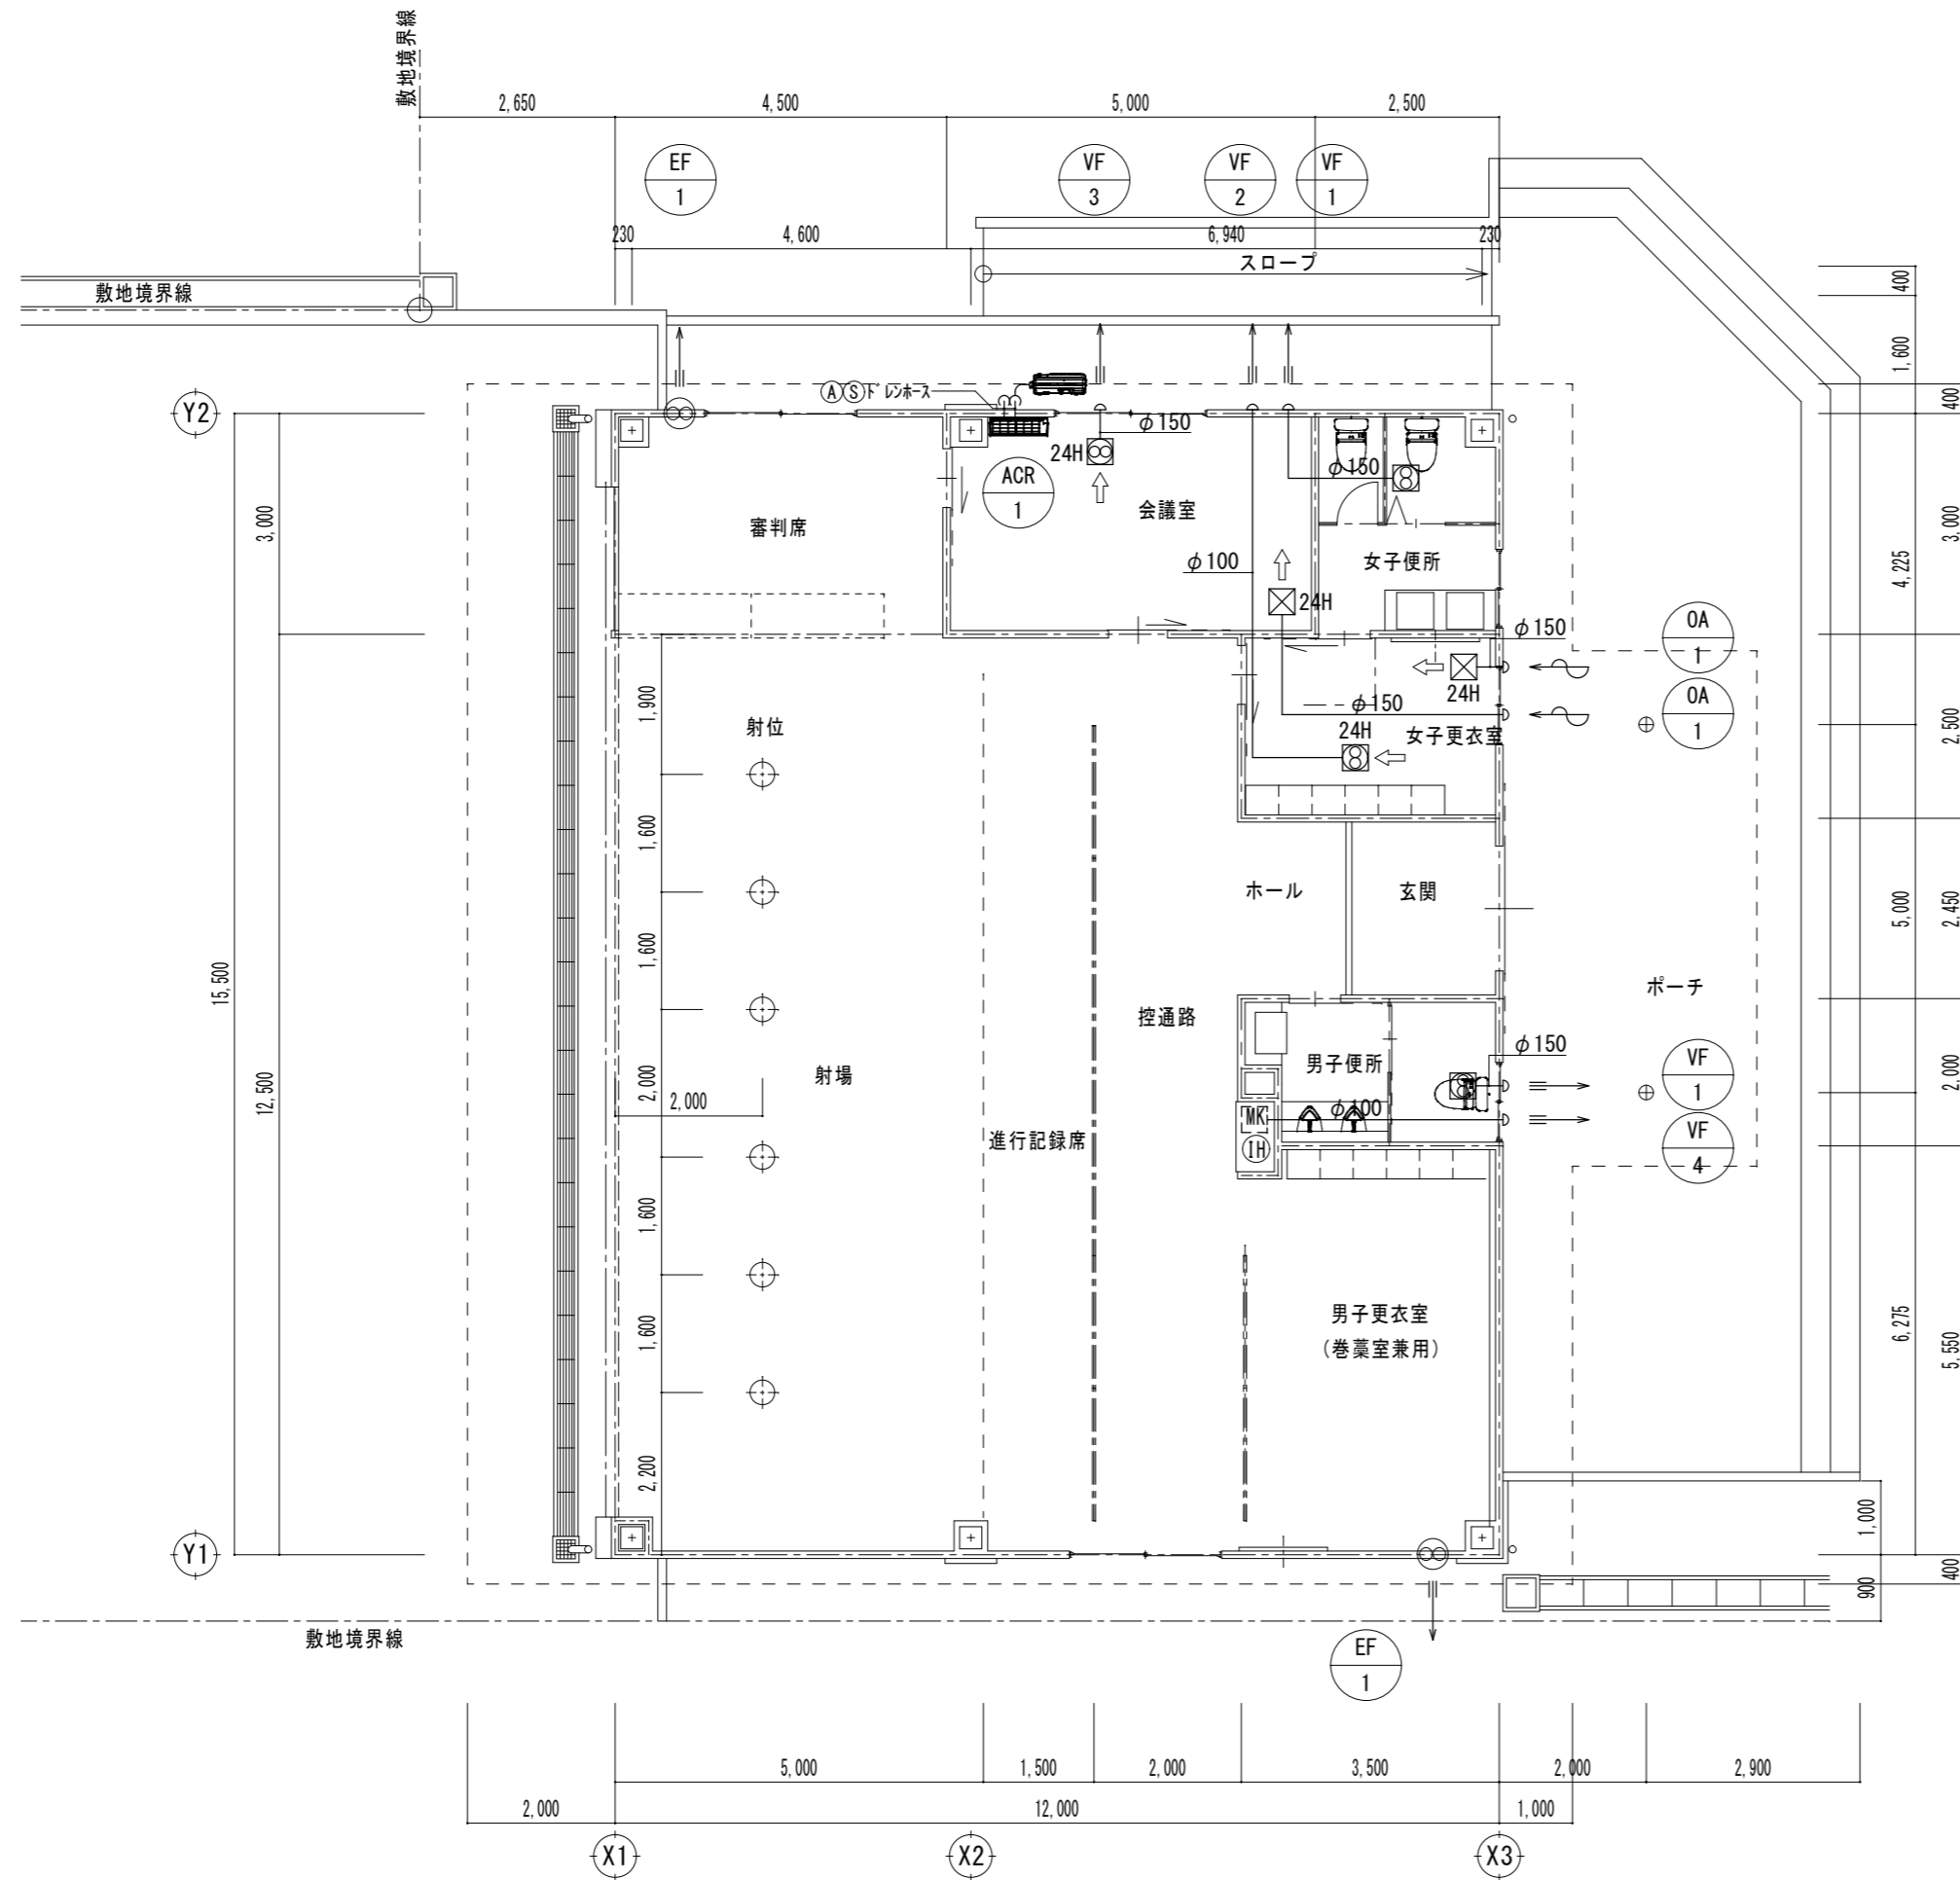 敷地境界線
2,650
4,500
5,000
2,500
EF
1
VF
3
VF
2
VF
1
230
4,600
6,940
230
スロープ
敷地境界線
400
1,600
400
Y2
A S ドレンホース
φ150
24H
ACR
1
φ150
会議室
審判席
φ100
女子便所
24H
3,000
3,000
4,225
OA
1
φ150
24H
OA
1
φ150
24H
女子更衣室
射位
1,900
2,500
1,600
ホール
玄関
5,000
2,450
1,600
15,500
12,500
ポーチ
控通路
φ150
VF
1
男子便所
射場
2,000
2,000
2,000
φ100
MK
IH
進行記録席
VF
4
1,600
男子更衣室
(巻藁室兼用)
1,600
6,275
5,550
2,200
1,000
Y1
400
900
敷地境界線
EF
1
5,000
1,500
2,000
3,500
2,000
2,900
2,000
12,000
1,000
X1
X2
X3